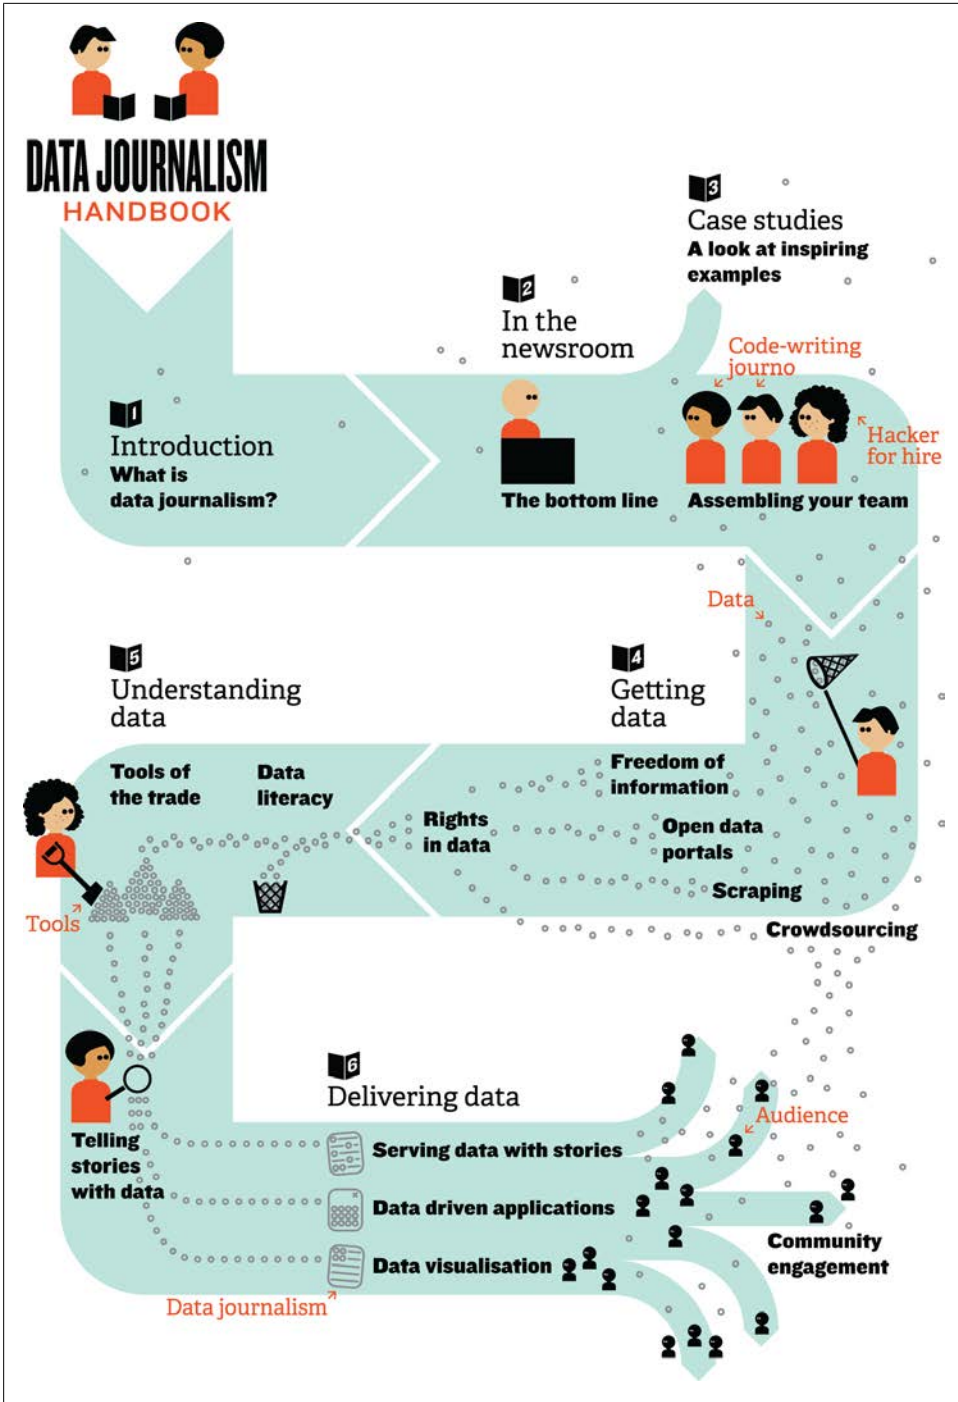 DATA JOURNALISM
HANDBOOK
1
Introduction
What is
data journalism?
2
In the
newsroom
The bottom line
3
Case studies
A look at inspiring
examples
Code-writing
journo
Hacker
for hire
Assembling your team
Data
4
Getting
data
Freedom of
information
Open data
portals
Scraping
Crowdsourcing
Rights
in data
5
Understanding
data
Tools of
the trade
Data
literacy
Tools
Telling
stories
with data
6
Delivering data
Serving data with stories
Data driven applications
Data visualisation
Data journalism
Audience
Community
engagement